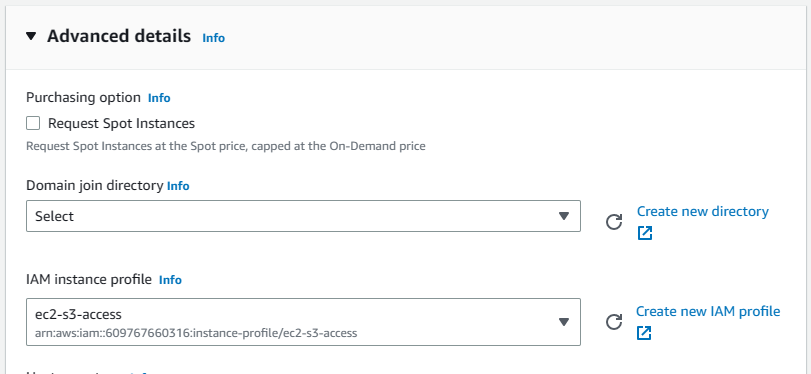 Advanced details Info
Purchasing option Info
Request Spot Instances
Request Spot Instances at the Spot price, capped at the On-Demand price
Domain join directory Info
Select
Create new directory
IAM instance profile Info
ec2-s3-access
arn:aws:iam::609767660316:instance-profile/ec2-s3-access
Create new IAM profile